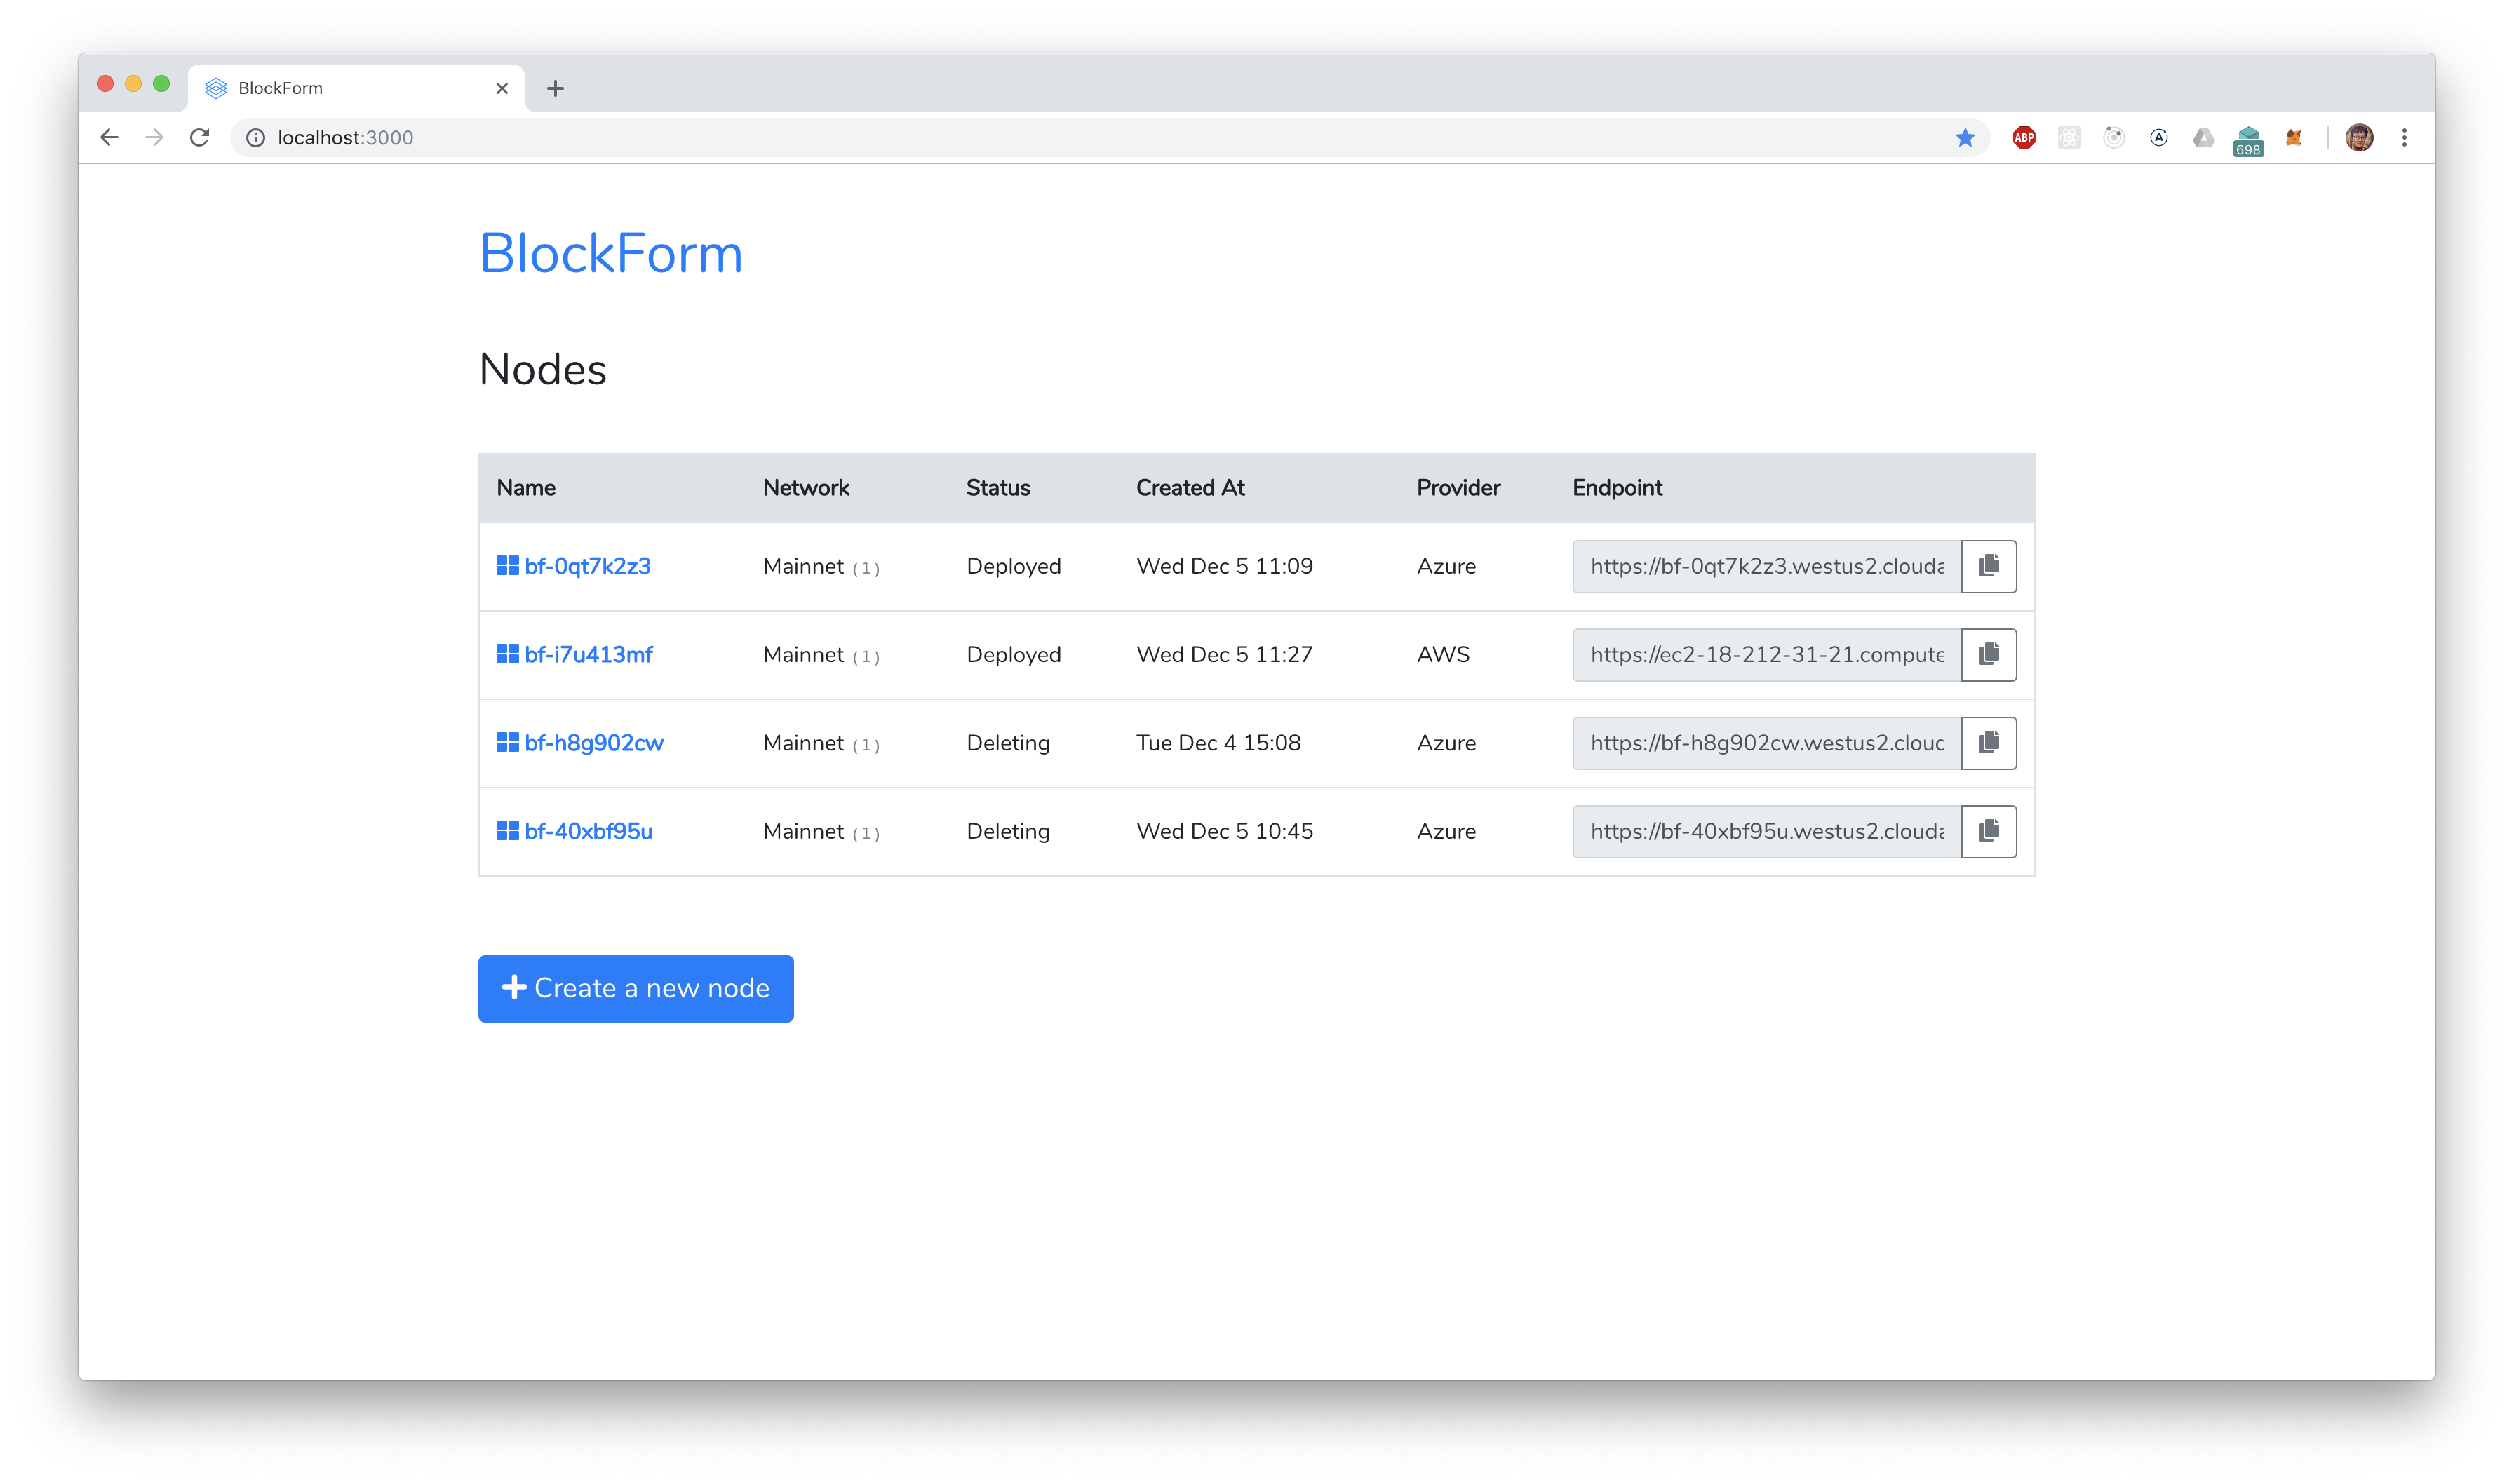 BlockForm
localhost:3000
ABP
A
698
BlockForm
Nodes
Name Network Status Created At Provider Endpoint
bf-0qt7k2z3 Mainnet (1) Deployed Wed Dec 5 11:09 Azure https://bf-0qt7k2z3.westus2.clouda
bf-i7u413mf Mainnet (1) Deployed Wed Dec 5 11:27 AWS https://ec2-18-212-31-21.compute
bf-h8g902cw Mainnet (1) Deleting Tue Dec 4 15:08 Azure https://bf-h8g902cw.westus2.cloud
bf-40xbf95u Mainnet (1) Deleting Wed Dec 5 10:45 Azure https://bf-40xbf95u.westus2.clouda
Create a new node